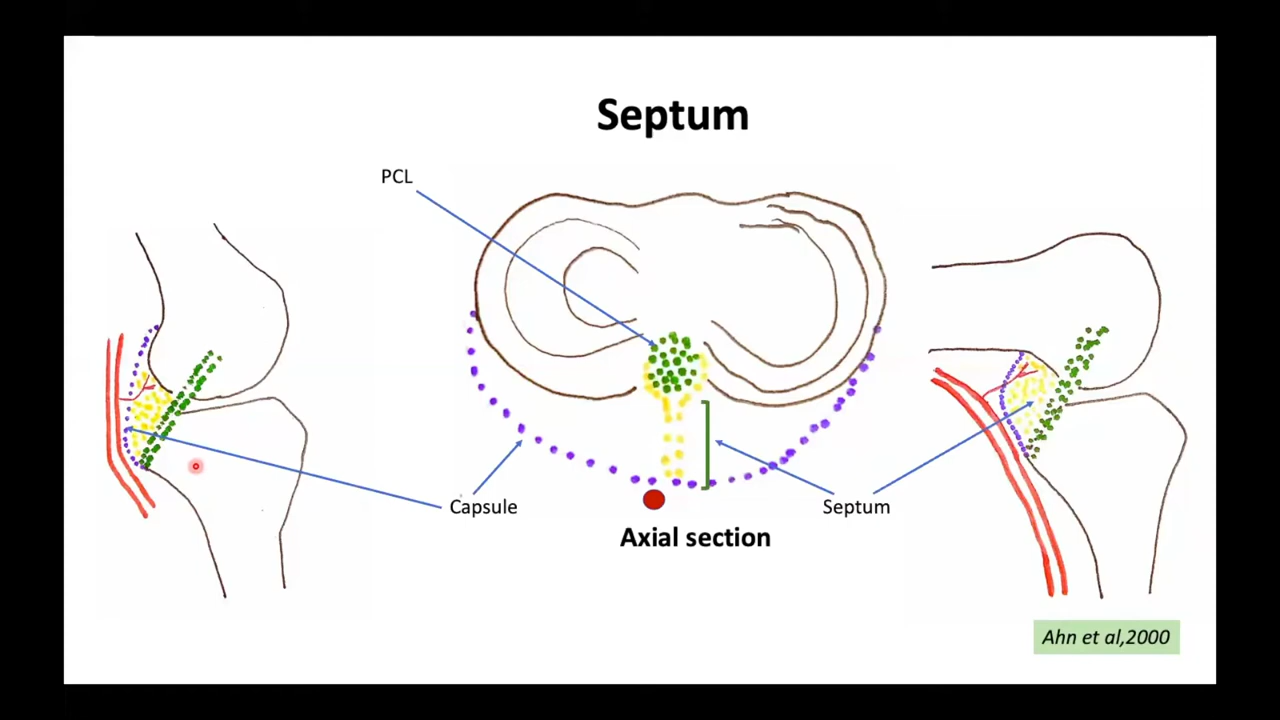 Septum
PCL
Capsule
Septum
Axial section
Ahn et al,2000